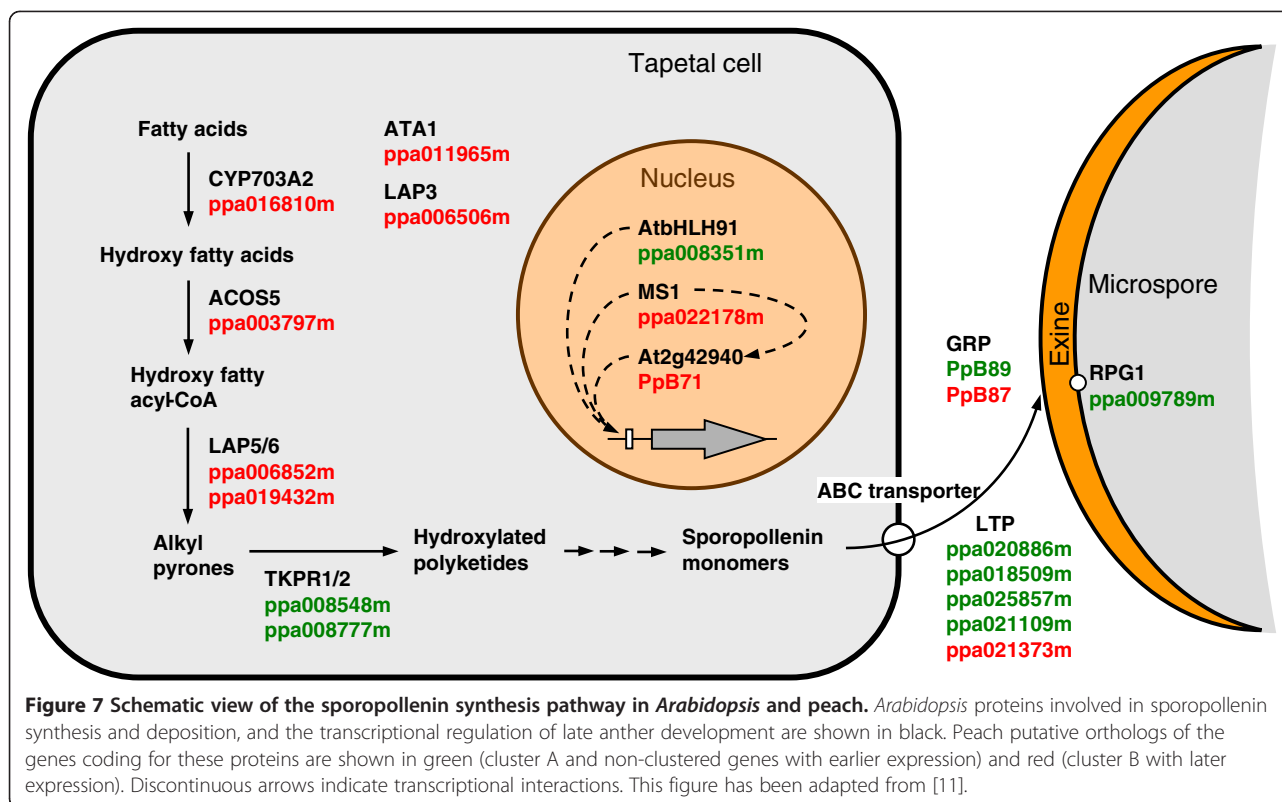 Tapetal cell
Fatty acids
CYP703A2
ppa016810m
Hydroxy fatty acids
ACOS5
ppa003797m
Hydroxy fatty
acyl-CoA
LAP5/6
ppa006852m
ppa019432m
Alkyl
pyrones
TKPR1/2
ppa008548m
ppa008777m
Hydroxylated
polyketides
Sporopollenin
monomers
ATA1
ppa011965m
LAP3
ppa006506m
Nucleus
AtbHLH91
ppa008351m
MS1
ppa022178m
At2g42940
PpB71
ABC transporter
GRP
PpB89
PpB87
LTP
ppa020886m
ppa018509m
ppa025857m
ppa021109m
ppa021373m
Exine
Microspore
RPG1
ppa009789m
Figure 7 Schematic view of the sporopollenin synthesis pathway in Arabidopsis and peach. Arabidopsis proteins involved in sporopollenin
synthesis and deposition, and the transcriptional regulation of late anther development are shown in black. Peach putative orthologs of the
genes coding for these proteins are shown in green (cluster A and non-clustered genes with earlier expression) and red (cluster B with later
expression). Discontinuous arrows indicate transcriptional interactions. This figure has been adapted from [11].